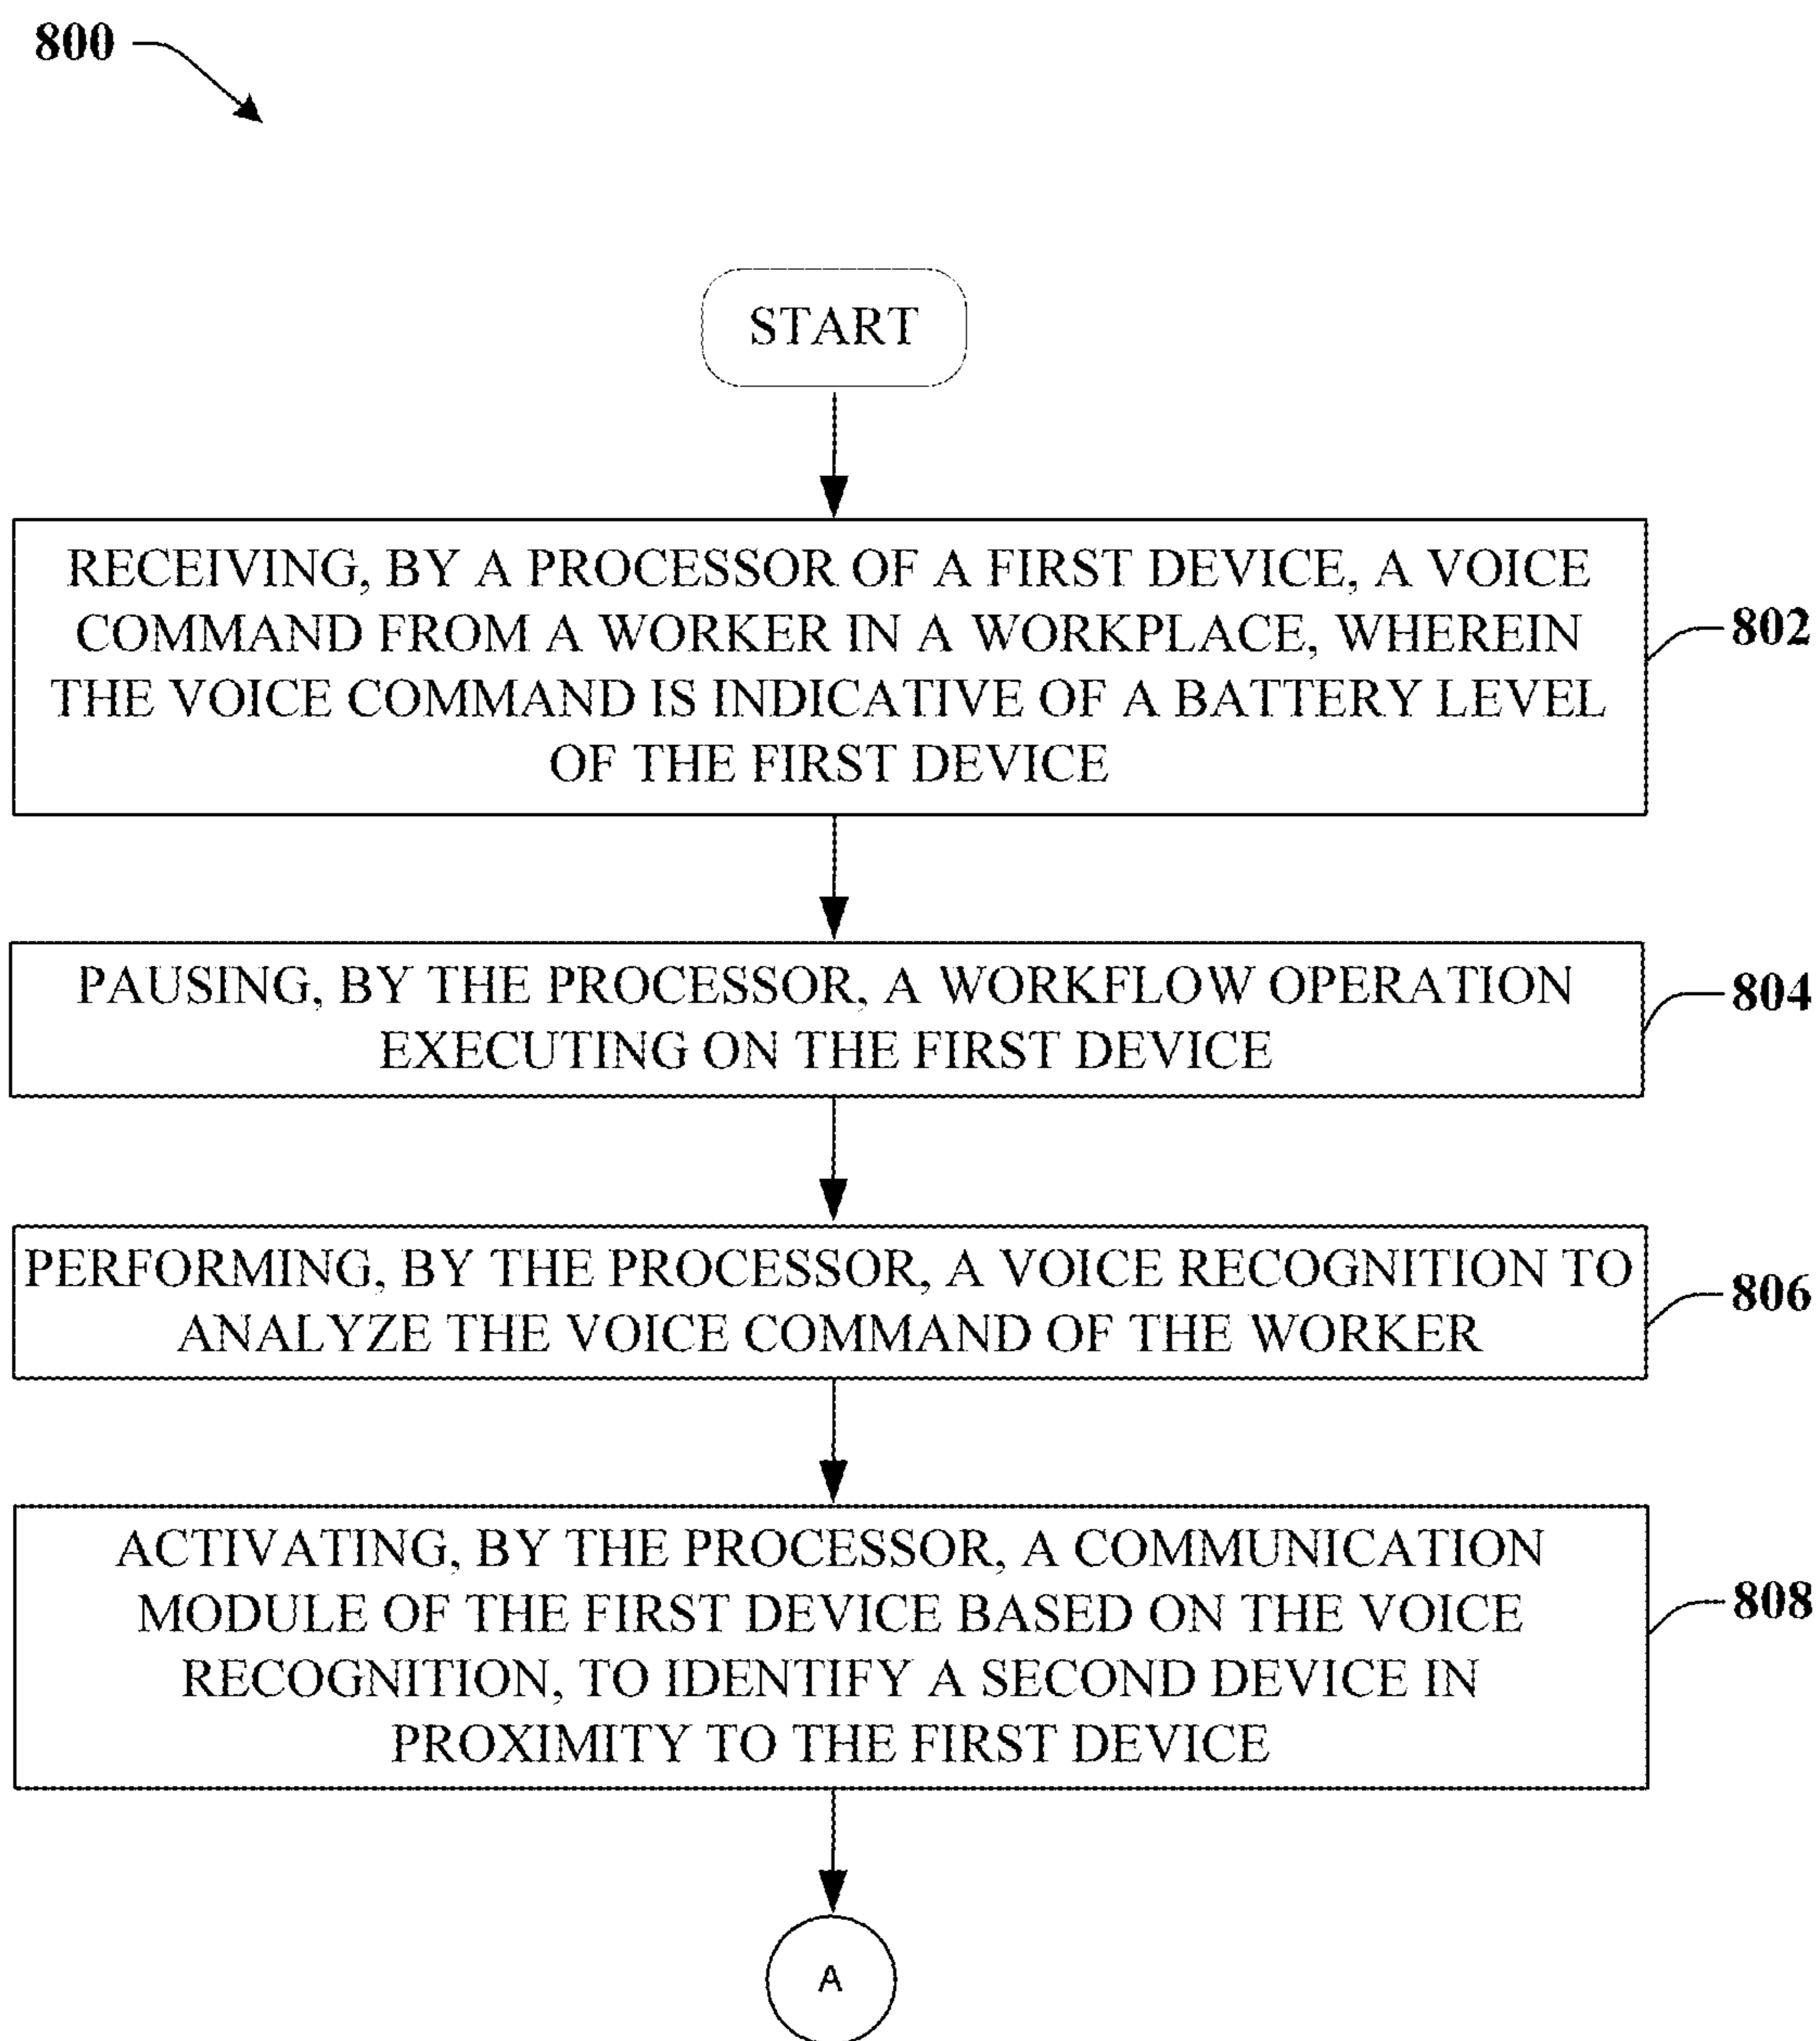 800
START
RECEIVING, BY A PROCESSOR OF A FIRST DEVICE, A VOICE
COMMAND FROM A WORKER IN A WORKPLACE, WHEREIN
THE VOICE COMMAND IS INDICATIVE OF A BATTERY LEVEL
OF THE FIRST DEVICE
802
PAUSING, BY THE PROCESSOR, A WORKFLOW OPERATION
EXECUTING ON THE FIRST DEVICE
804
PERFORMING, BY THE PROCESSOR, A VOICE RECOGNITION TO
ANALYZE THE VOICE COMMAND OF THE WORKER
806
ACTIVATING, BY THE PROCESSOR, A COMMUNICATION
MODULE OF THE FIRST DEVICE BASED ON THE VOICE
RECOGNITION, TO IDENTIFY A SECOND DEVICE IN
PROXIMITY TO THE FIRST DEVICE
808
A